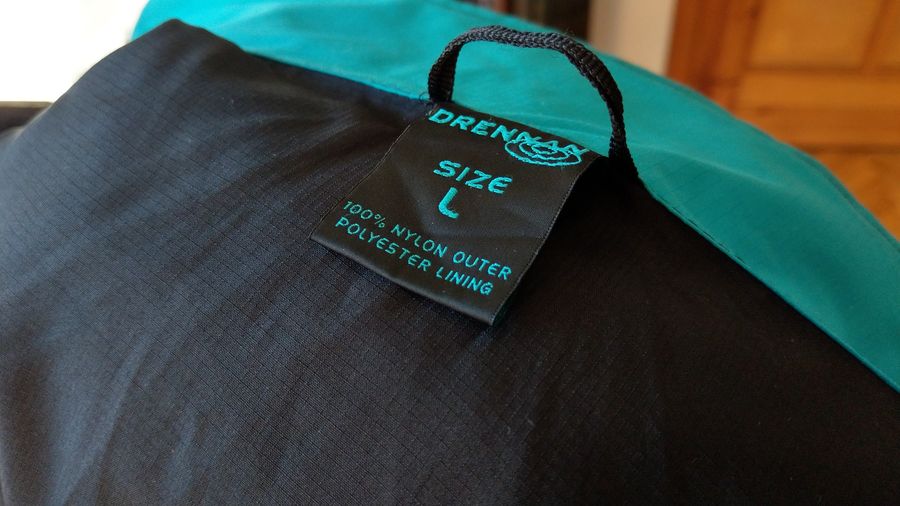 DRENNAN
SIZE
L
100% NYLON OUTER
POLYESTER LINING